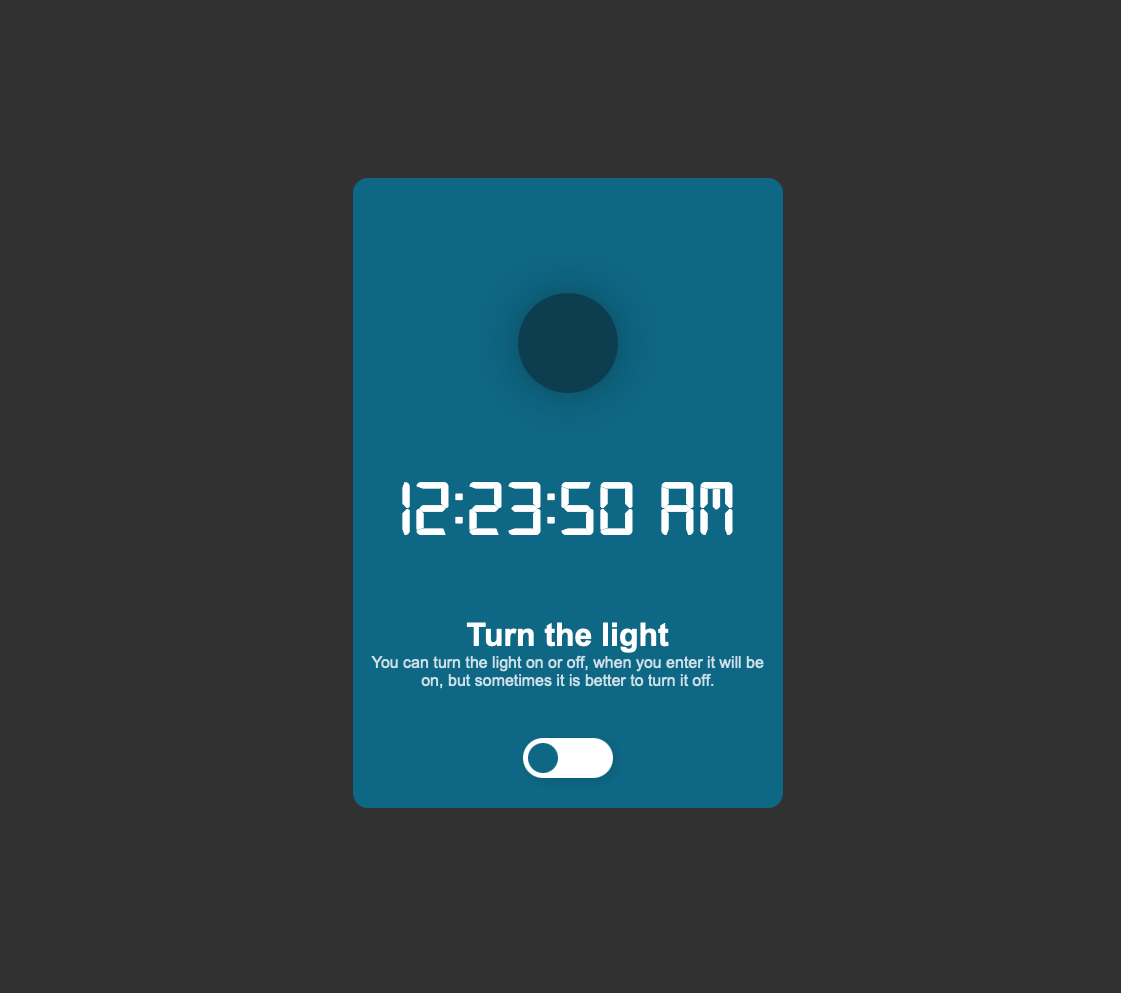 12:23:50 AM
Turn the light
You can turn the light on or off, when you enter it will be
on, but sometimes it is better to turn it off.